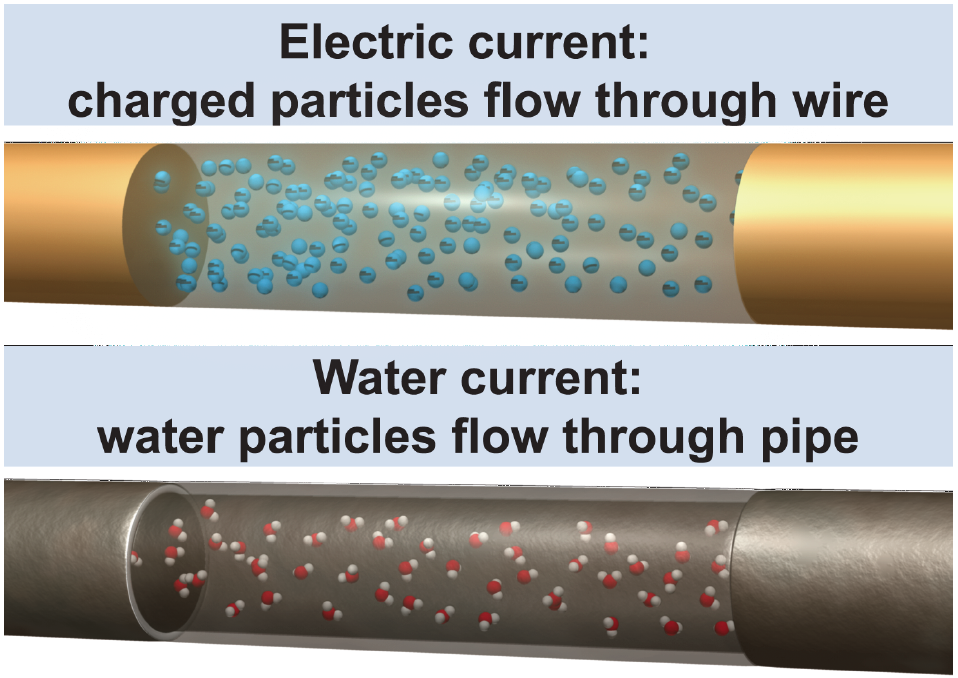 Electric current:
charged particles flow through wire
Water current:
water particles flow through pipe